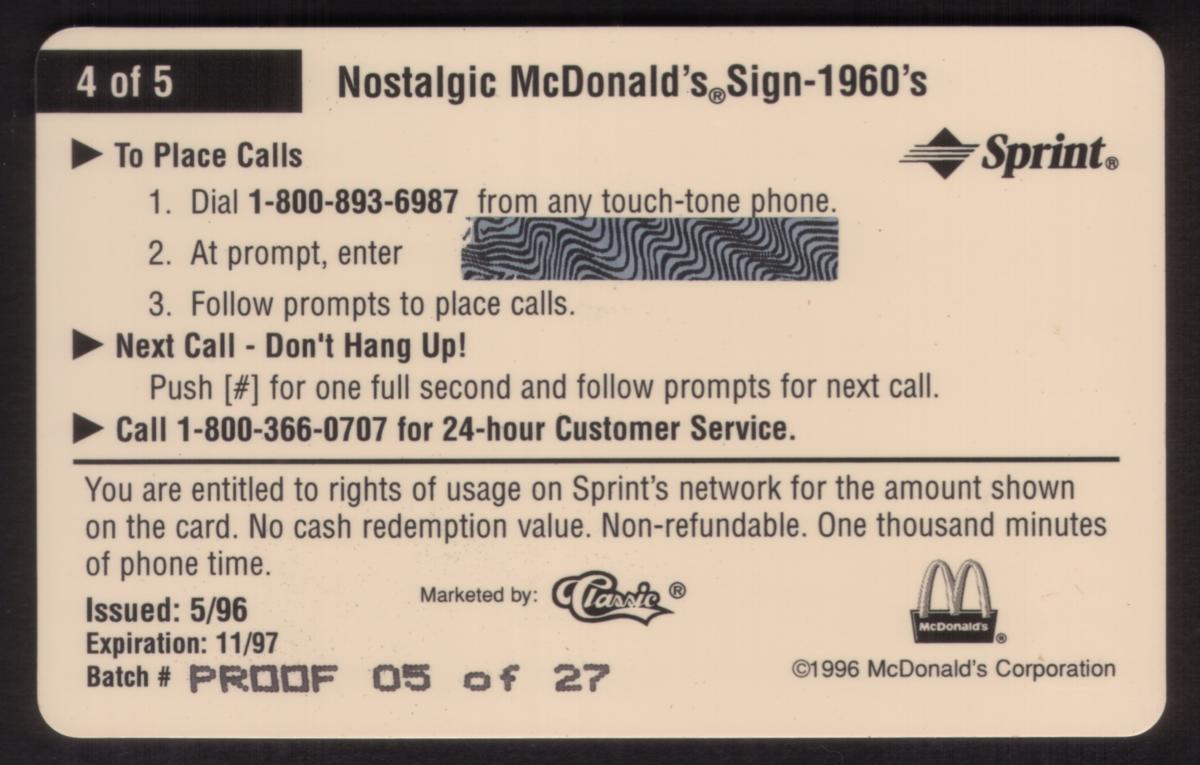 4 of 5
Nostalgic McDonald's® Sign-1960's
Sprint®
To Place Calls
1. Dial 1-800-893-6987 from any touch-tone phone.
2. At prompt, enter
3. Follow prompts to place calls.
Next Call - Don't Hang Up!
Push [#] for one full second and follow prompts for next call.
Call 1-800-366-0707 for 24-hour Customer Service.
You are entitled to rights of usage on Sprint's network for the amount shown
on the card. No cash redemption value. Non-refundable. One thousand minutes
of phone time.
Marketed by: Classic®
Issued: 5/96
Expiration: 11/97
Batch # PROOF 05 of 27
McDonald's®
©1996 McDonald's Corporation